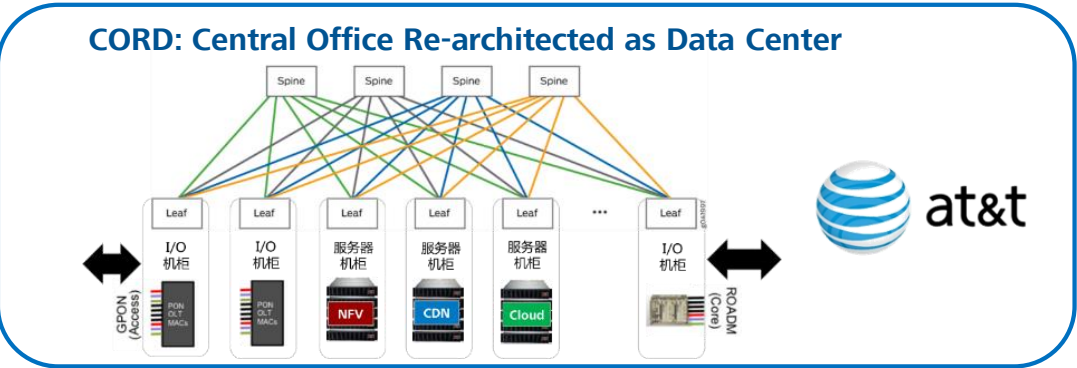 CORD: Central Office Re-architected as Data Center
Spine
Spine
Spine
Spine
Leaf
Leaf
Leaf
Leaf
Leaf
...
Leaf
I/O
机柜
I/O
机柜
服务器
机柜
服务器
机柜
服务器
机柜
I/O
机柜
GPON
(Access)
PON
OLT
MACs
PON
OLT
MACs
NFV
CDN
Cloud
ROADM
(Core)
at&t